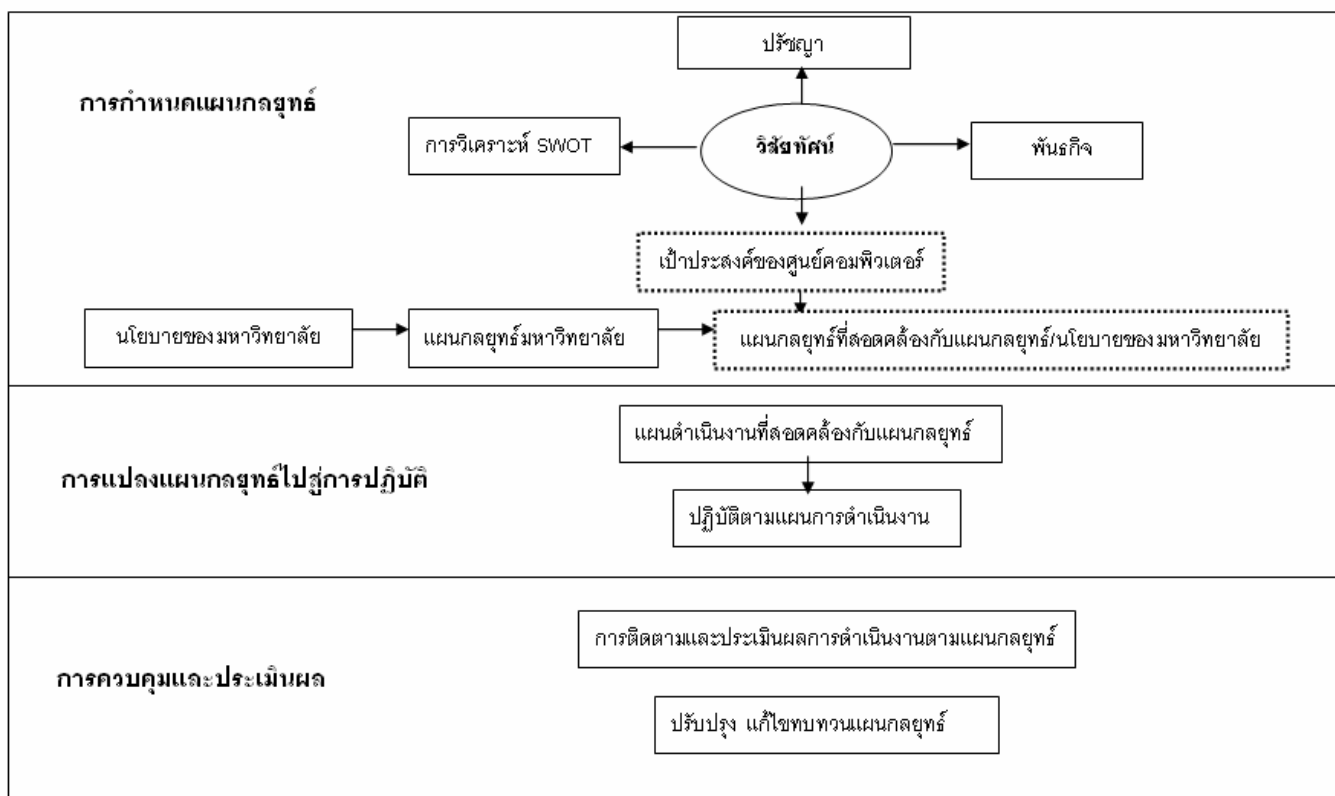 ปรัชญา
การกำหนดแผนกลยุทธ์
การวิเคราะห์ SWOT
วิสัยทัศน์
พันธกิจ
เป้าประสงค์ของศูนย์คอมพิวเตอร์
นโยบายของมหาวิทยาลัย
แผนกลยุทธ์มหาวิทยาลัย
แผนกลยุทธ์ที่สอดคล้องกับแผนกลยุทธ์/นโยบายของมหาวิทยาลัย
แผนดำเนินงานที่สอดคล้องกับแผนกลยุทธ์
การแปลงแผนกลยุทธ์ไปสู่การปฏิบัติ
ปฏิบัติตามแผนการดำเนินงาน
การติดตามและประเมินผลการดำเนินงานตามแผนกลยุทธ์
การควบคุมและประเมินผล
ปรับปรุง แก้ไขทบทวนแผนกลยุทธ์